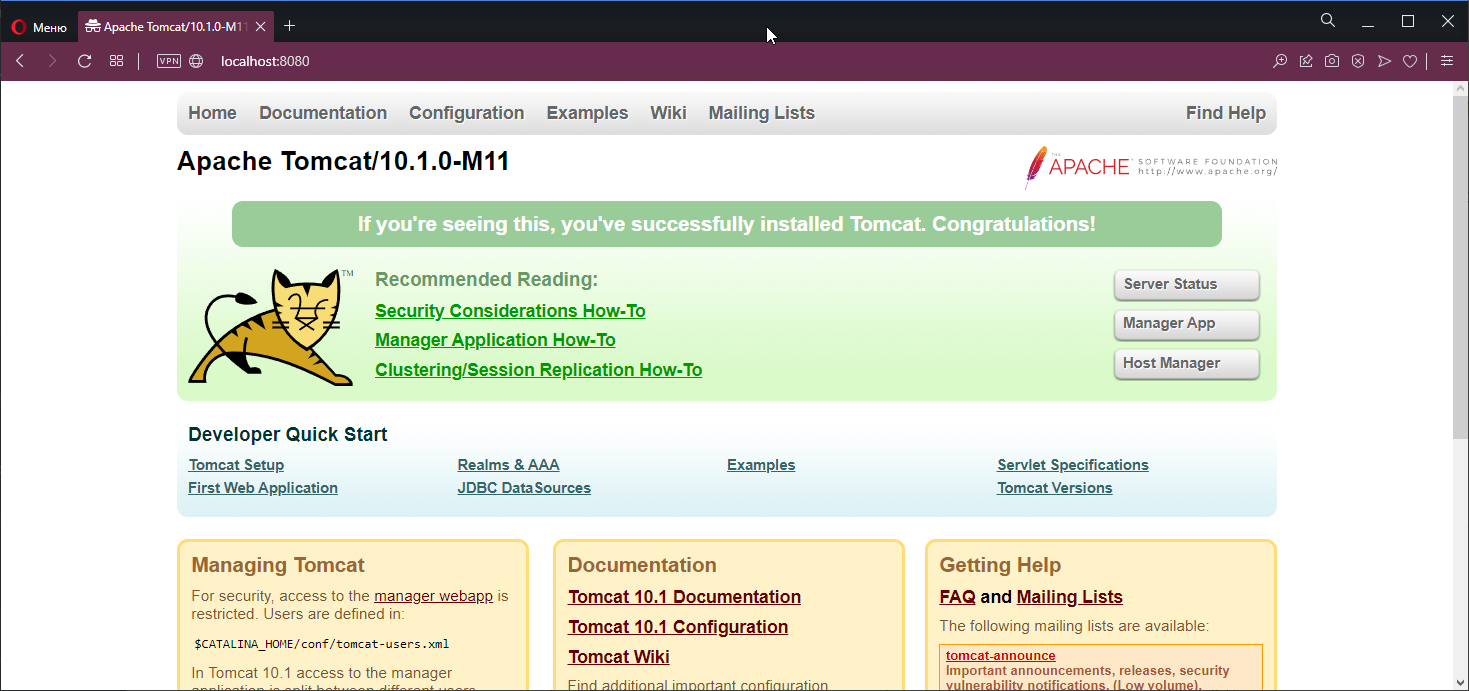 Меню
Apache Tomcat/10.1.0-M11
VPN
localhost:8080
Home Documentation Configuration Examples Wiki Mailing Lists Find Help
Apache Tomcat/10.1.0-M11
THE APACHE SOFTWARE FOUNDATION
http://www.apache.org/
If you're seeing this, you've successfully installed Tomcat. Congratulations!
TM
Recommended Reading:
Security Considerations How-To
Manager Application How-To
Clustering/Session Replication How-To
Server Status
Manager App
Host Manager
Developer Quick Start
Tomcat Setup
First Web Application
Realms & AAA
JDBC DataSources
Examples
Servlet Specifications
Tomcat Versions
Managing Tomcat
For security, access to the manager webapp is
restricted. Users are defined in:
$CATALINA_HOME/conf/tomcat-users.xml
In Tomcat 10.1 access to the manager
application is split between different users.
Documentation
Tomcat 10.1 Documentation
Tomcat 10.1 Configuration
Tomcat Wiki
Find additional important configuration
Getting Help
FAQ and Mailing Lists
The following mailing lists are available:
tomcat-announce
Important announcements, releases, security
vulnerability notifications. (Low volume).